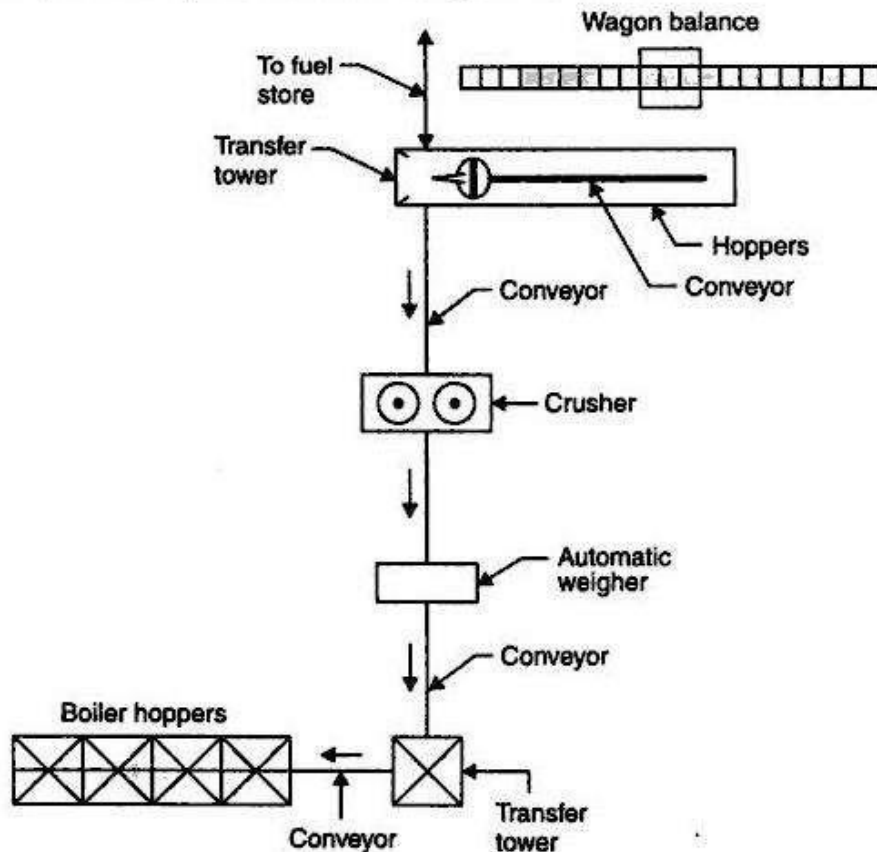 Wagon balance
To fuel
store
Transfer
tower
Hoppers
Conveyor
Conveyor
Crusher
Automatic
weigher
Conveyor
Boiler hoppers
Conveyor
Transfer
tower